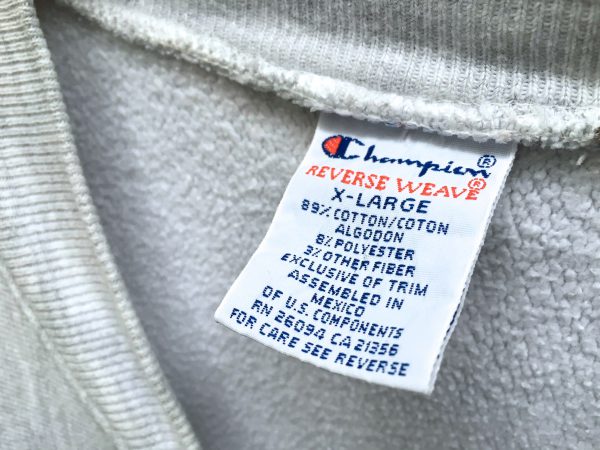 Champion®
REVERSE WEAVE®
X-LARGE
89% COTTON/COTON
ALGODON
8% POLYESTER
3% OTHER FIBER
EXCLUSIVE OF TRIM
ASSEMBLED IN
MEXICO
OF U.S. COMPONENTS
RN 26094 CA 21356
FOR CARE SEE REVERSE